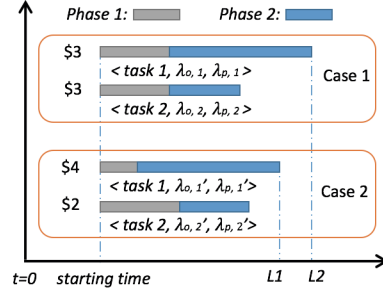 Phase 1: Phase 2:
$3
Case 1
< task 1, λo, 1, λp, 1 >
$3
< task 2, λo, 2, λp, 2 >
$4
< task 1, λo, 1′, λp, 1′>
Case 2
$2
< task 2, λo, 2′, λp, 2′>
t=0 starting time L1 L2